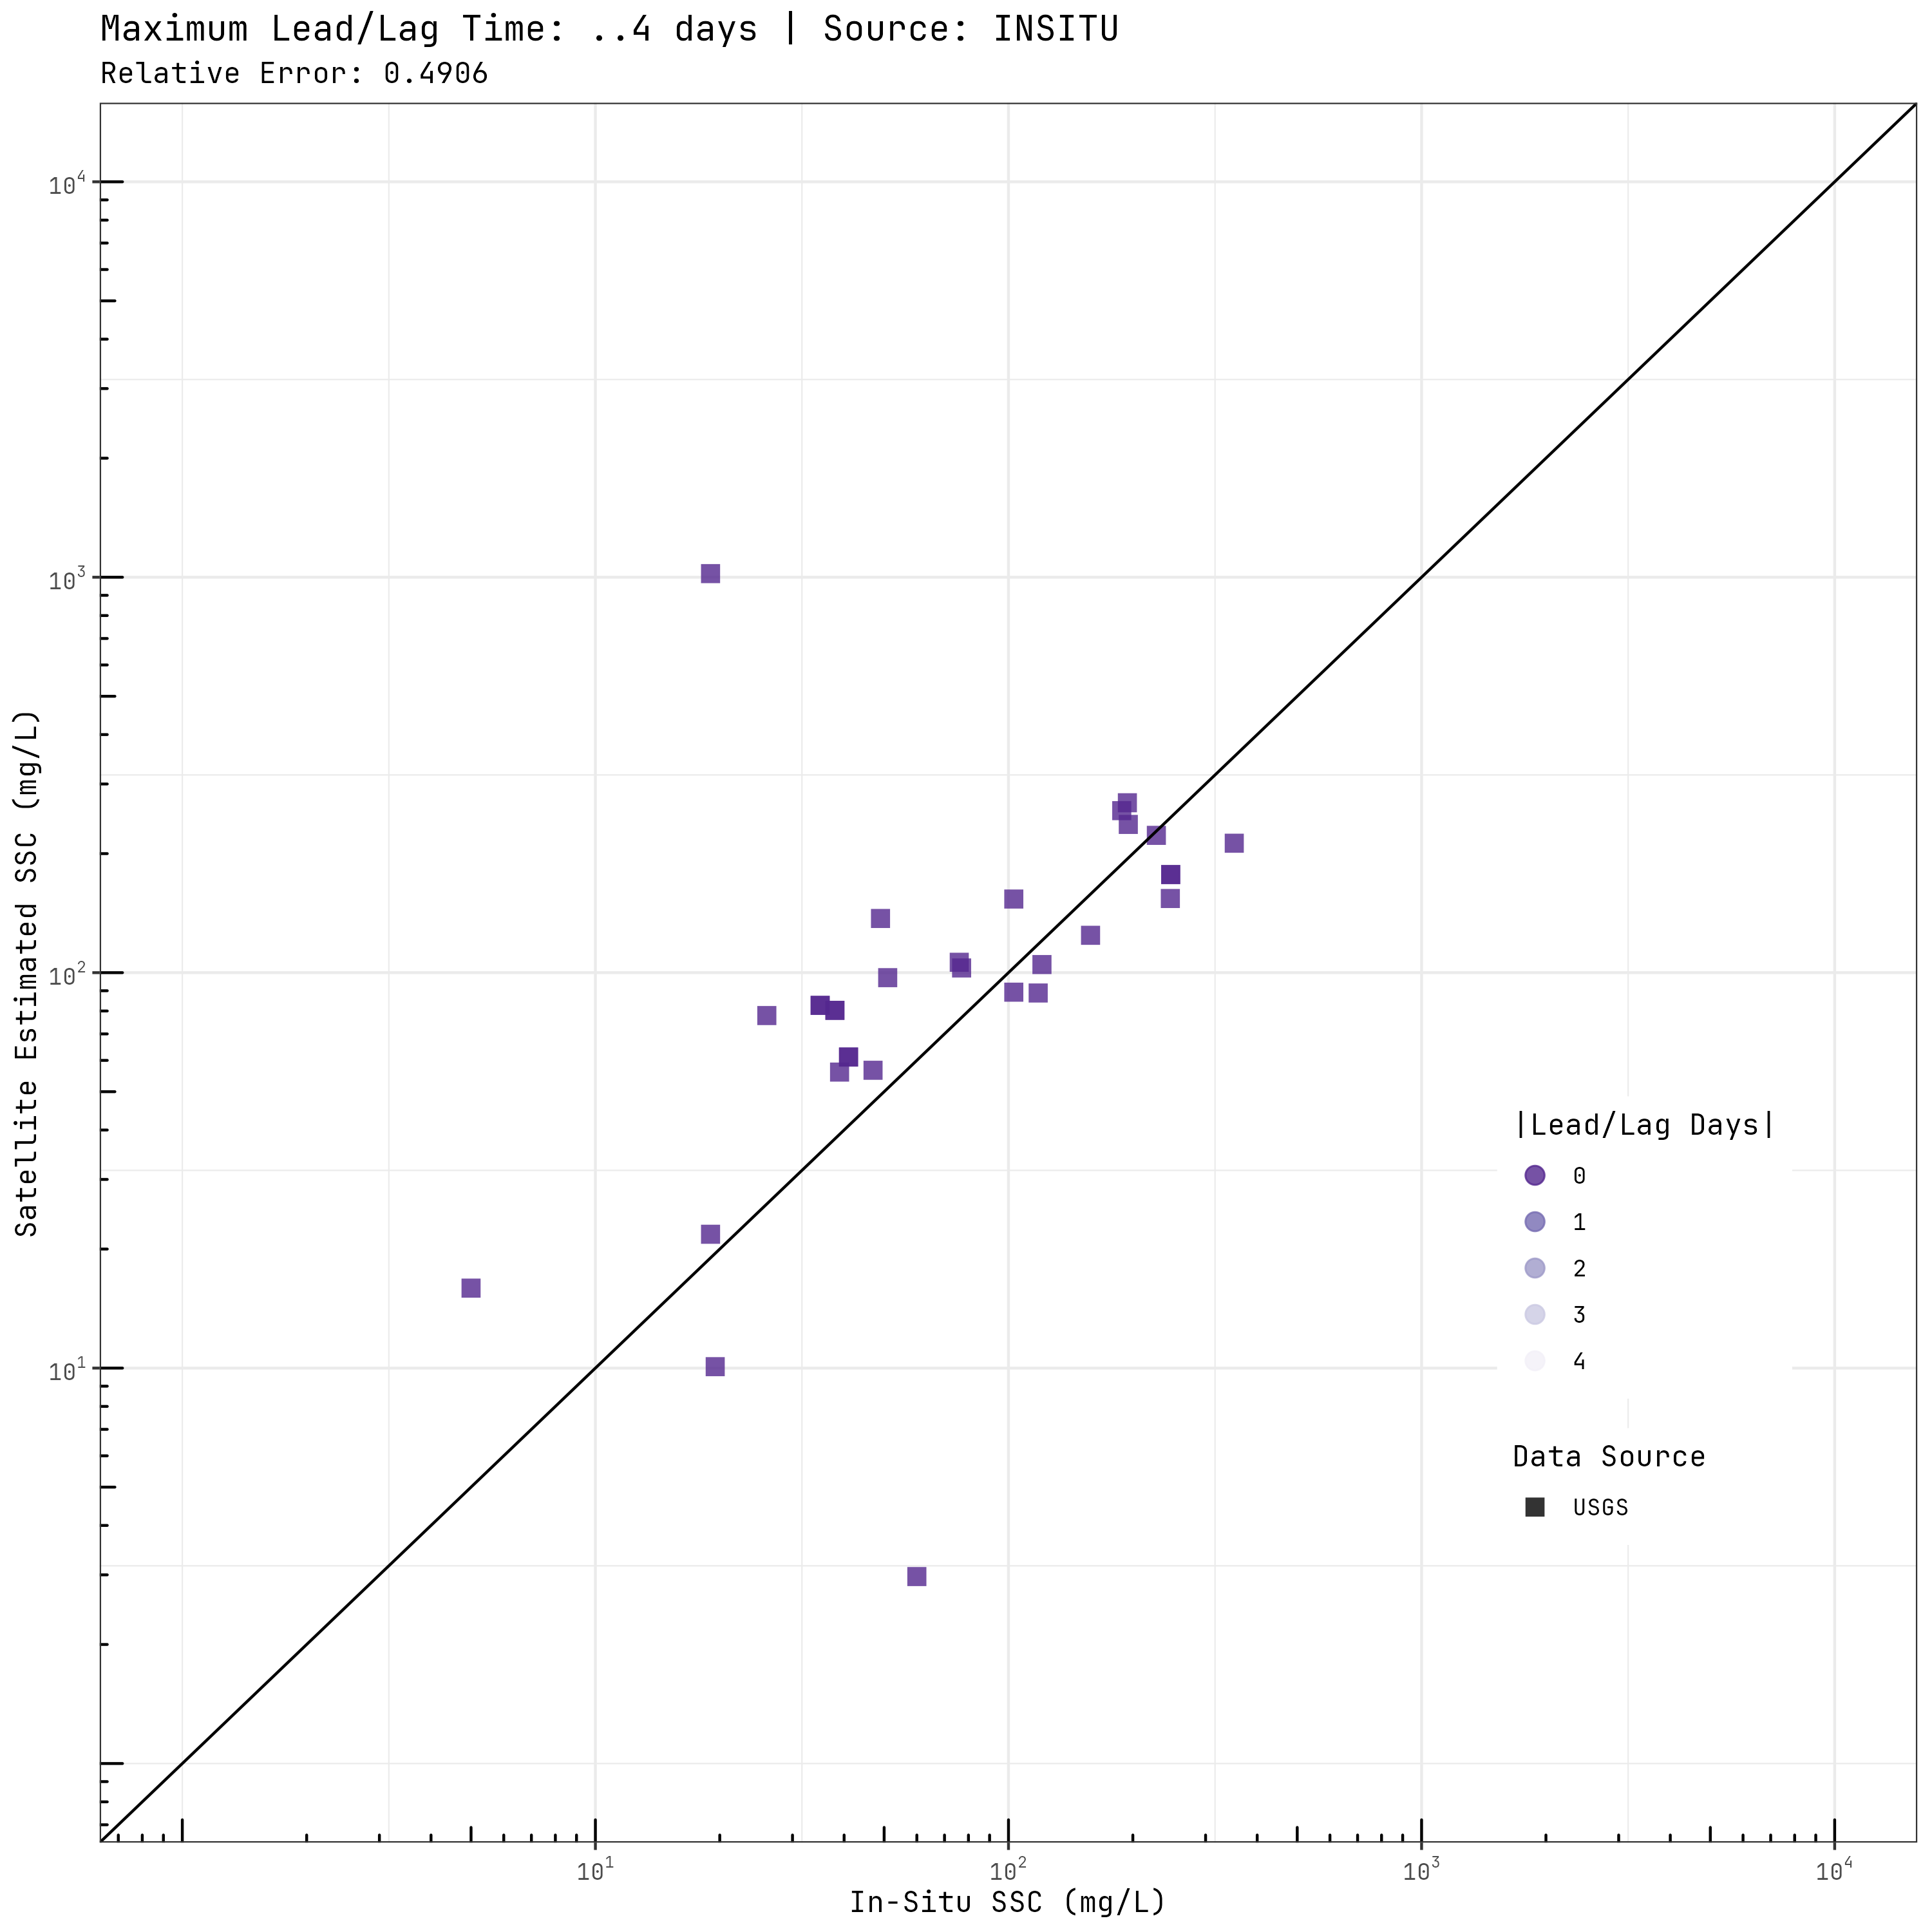 Maximum Lead/Lag Time: ..4 days | Source: INSITU
Relative Error: 0.4906
10⁴
10³
10²
10¹
Satellite Estimated SSC (mg/L)
|Lead/Lag Days|
0
1
2
3
4
Data Source
USGS
10¹ 10² 10³ 10⁴
In-Situ SSC (mg/L)